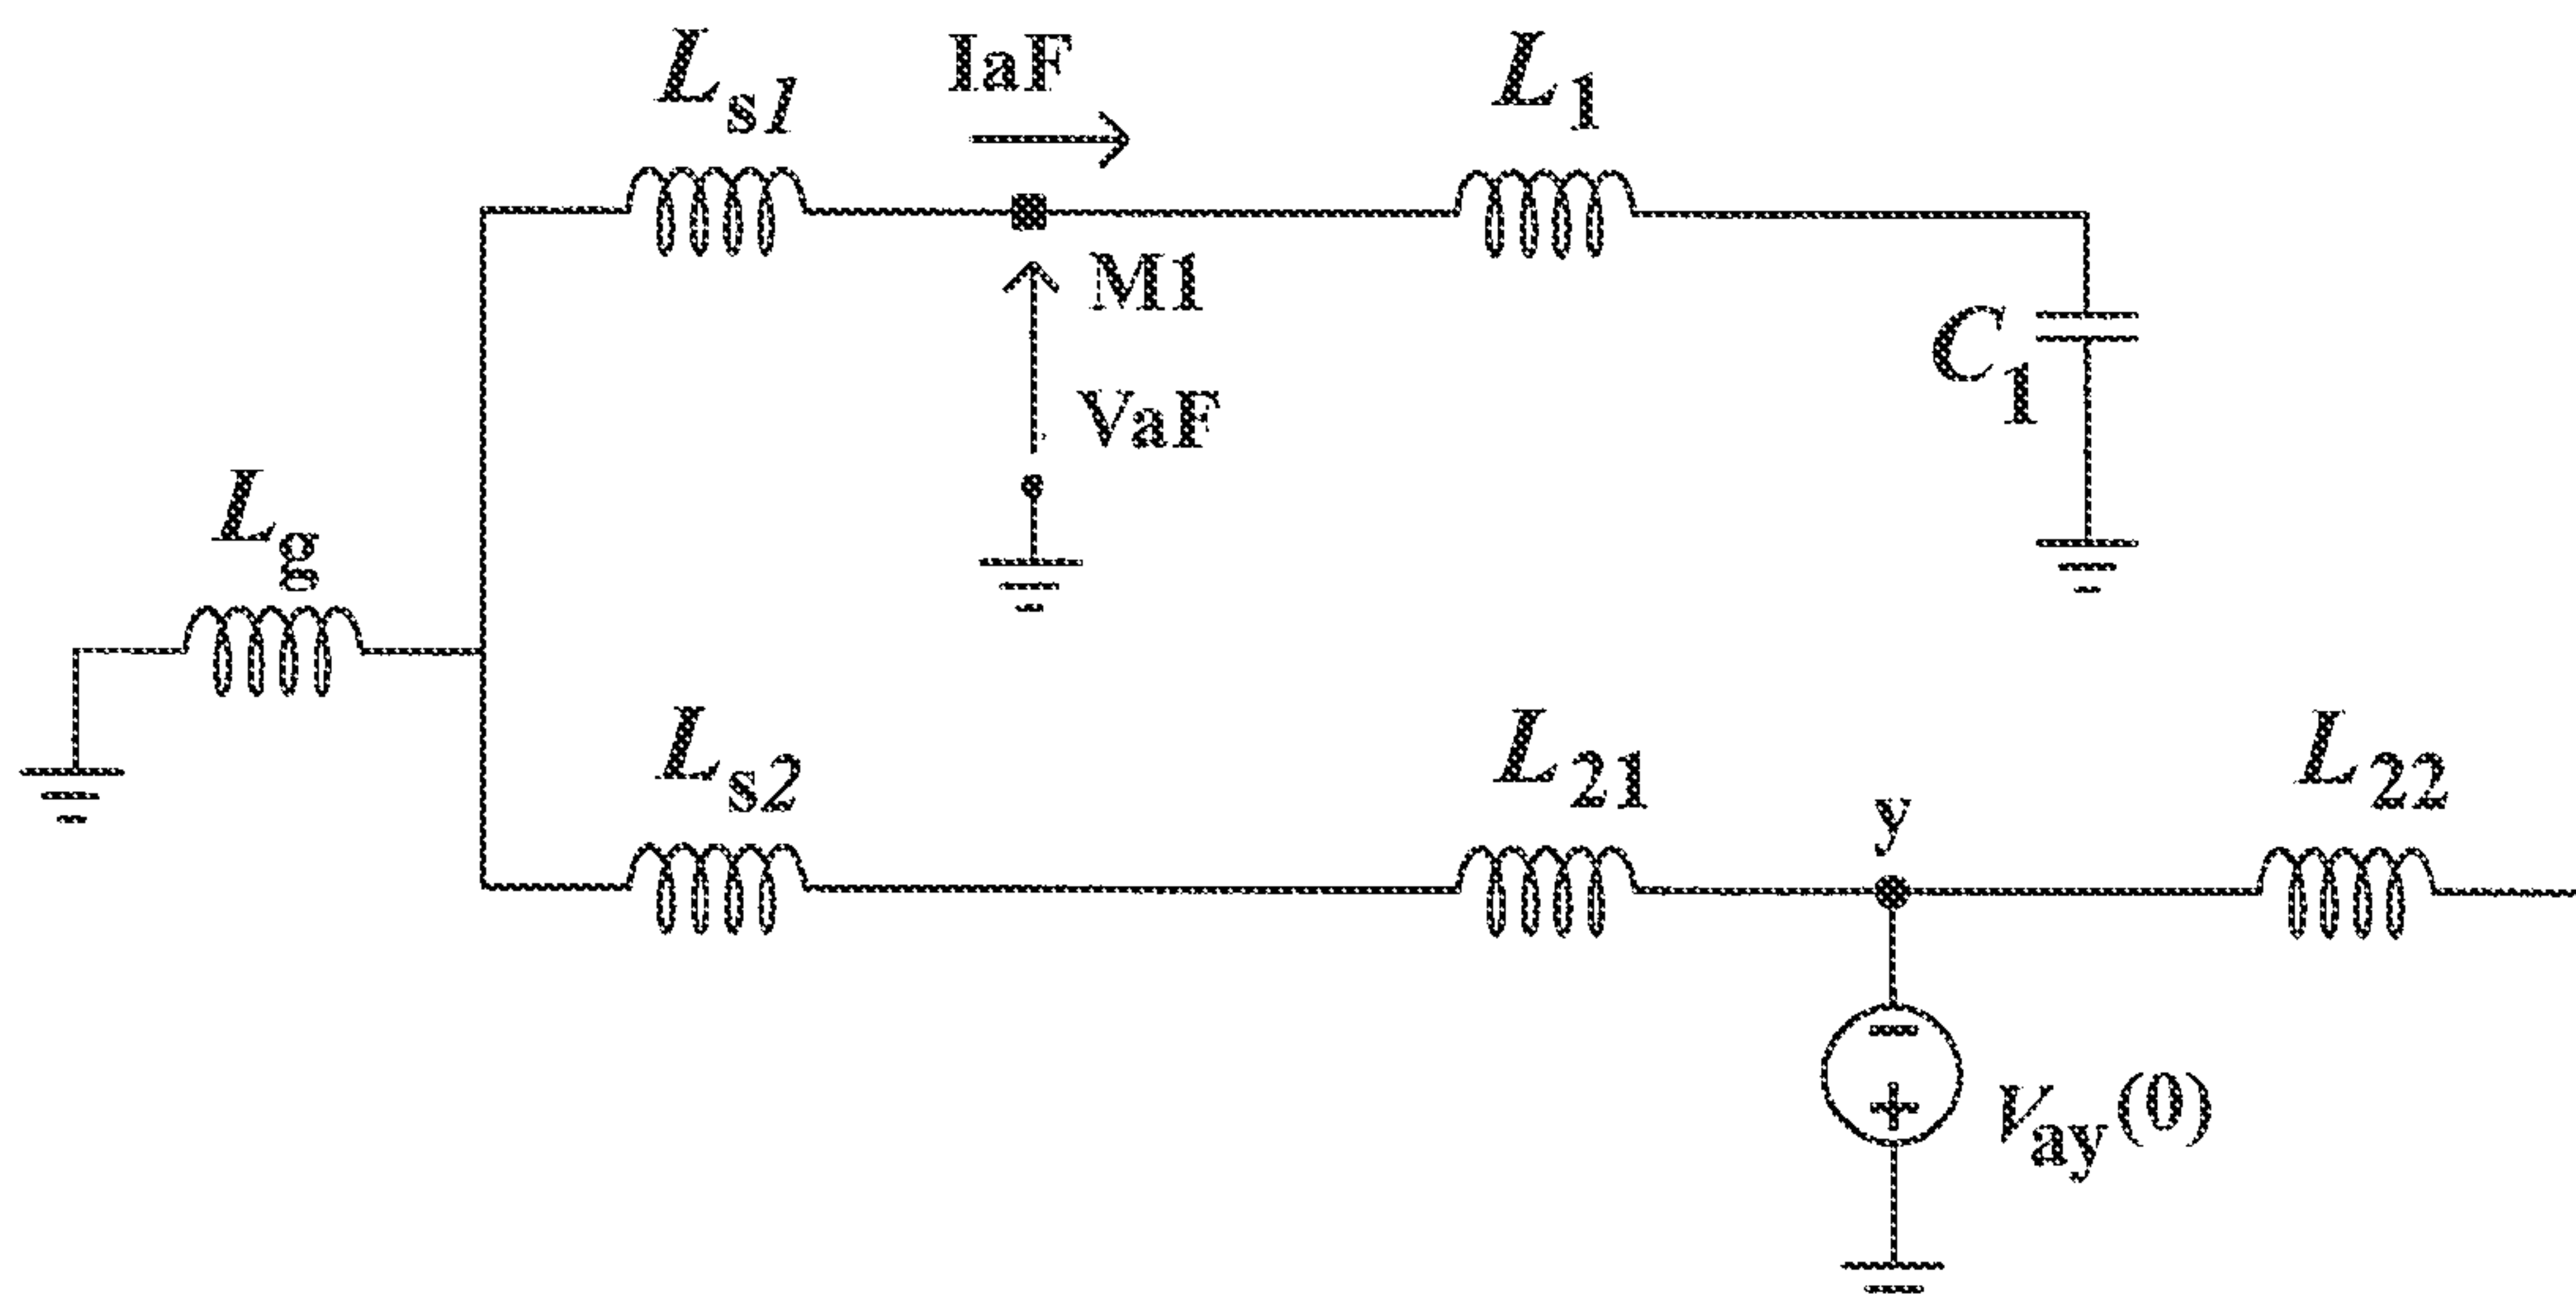 Ls1
IaF
L1
M1
C1
VaF
Lg
Ls2
L21
y
L22
−
+
Vay(0)